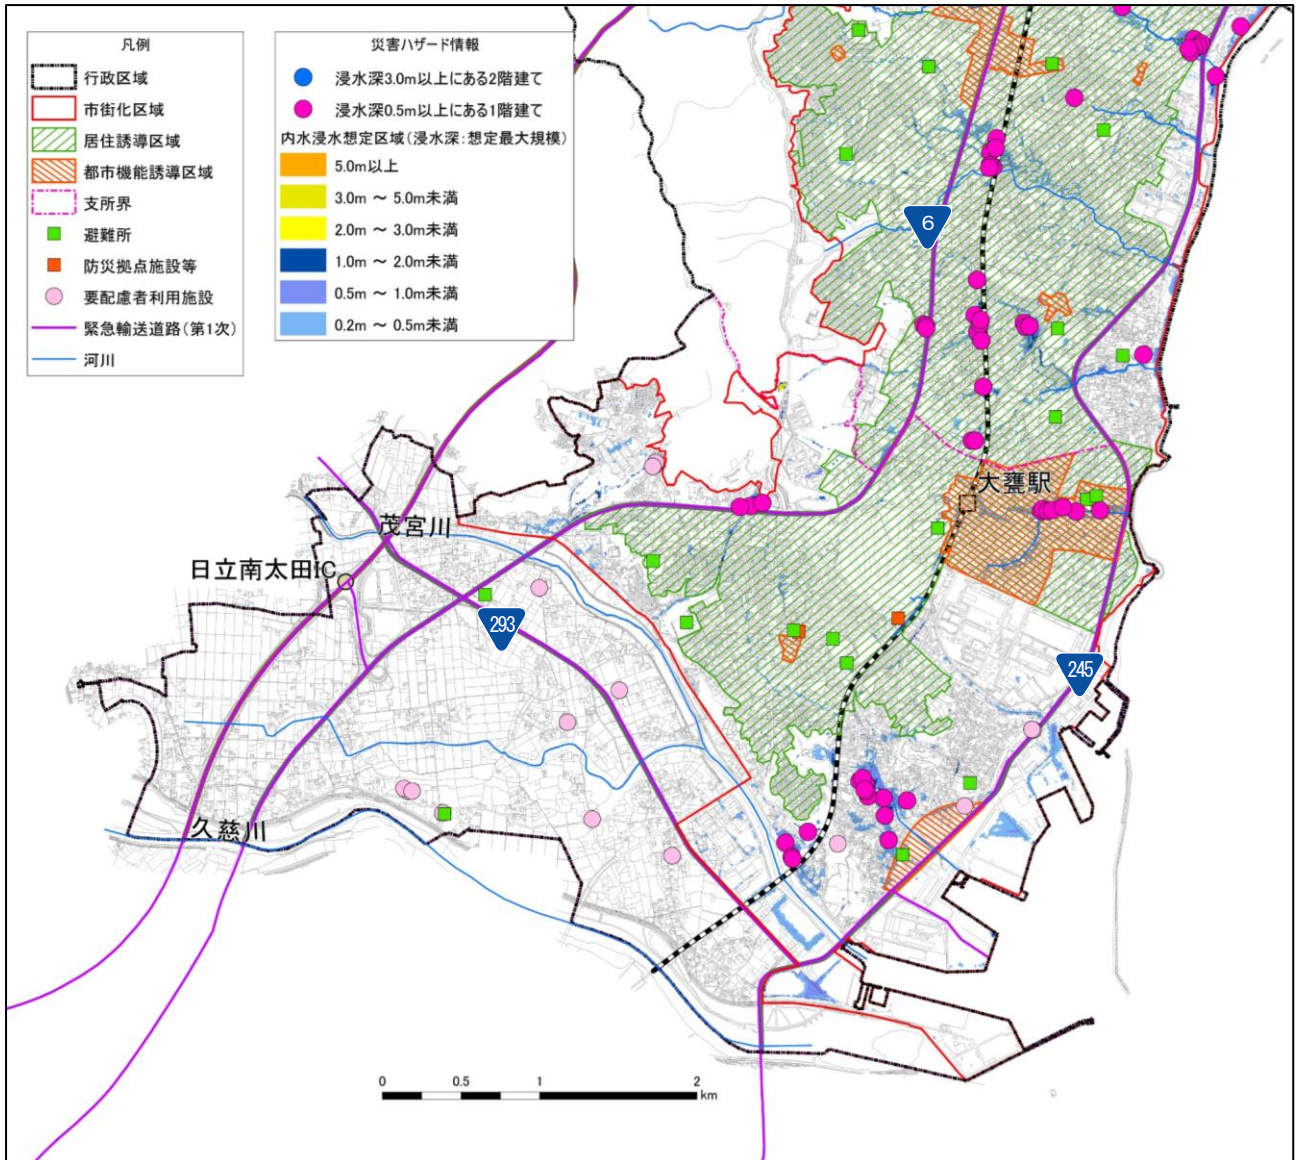 凡例
行政区域
市街化区域
居住誘導区域
都市機能誘導区域
支所界
避難所
防災拠点施設等
要配慮者利用施設
緊急輸送道路(第1次)
河川
災害ハザード情報
浸水深3.0m以上にある2階建て
浸水深0.5m以上にある1階建て
内水浸水想定区域(浸水深:想定最大規模)
5.0m以上
3.0m ～ 5.0m未満
2.0m ～ 3.0m未満
1.0m ～ 2.0m未満
0.5m ～ 1.0m未満
0.2m ～ 0.5m未満
6
大甕駅
茂宮川
日立南太田IC
293
245
久慈川
0 0.5 1 2
km